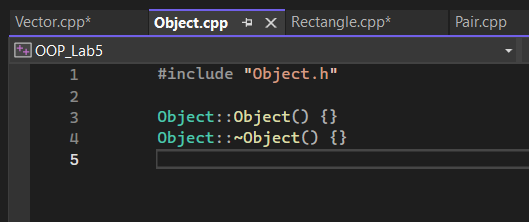 Vector.cpp* Object.cpp Rectangle.cpp* Pair.cpp
OOP_Lab5
1 #include "Object.h"
2
3 Object::Object() {}
4 Object::~Object() {}
5